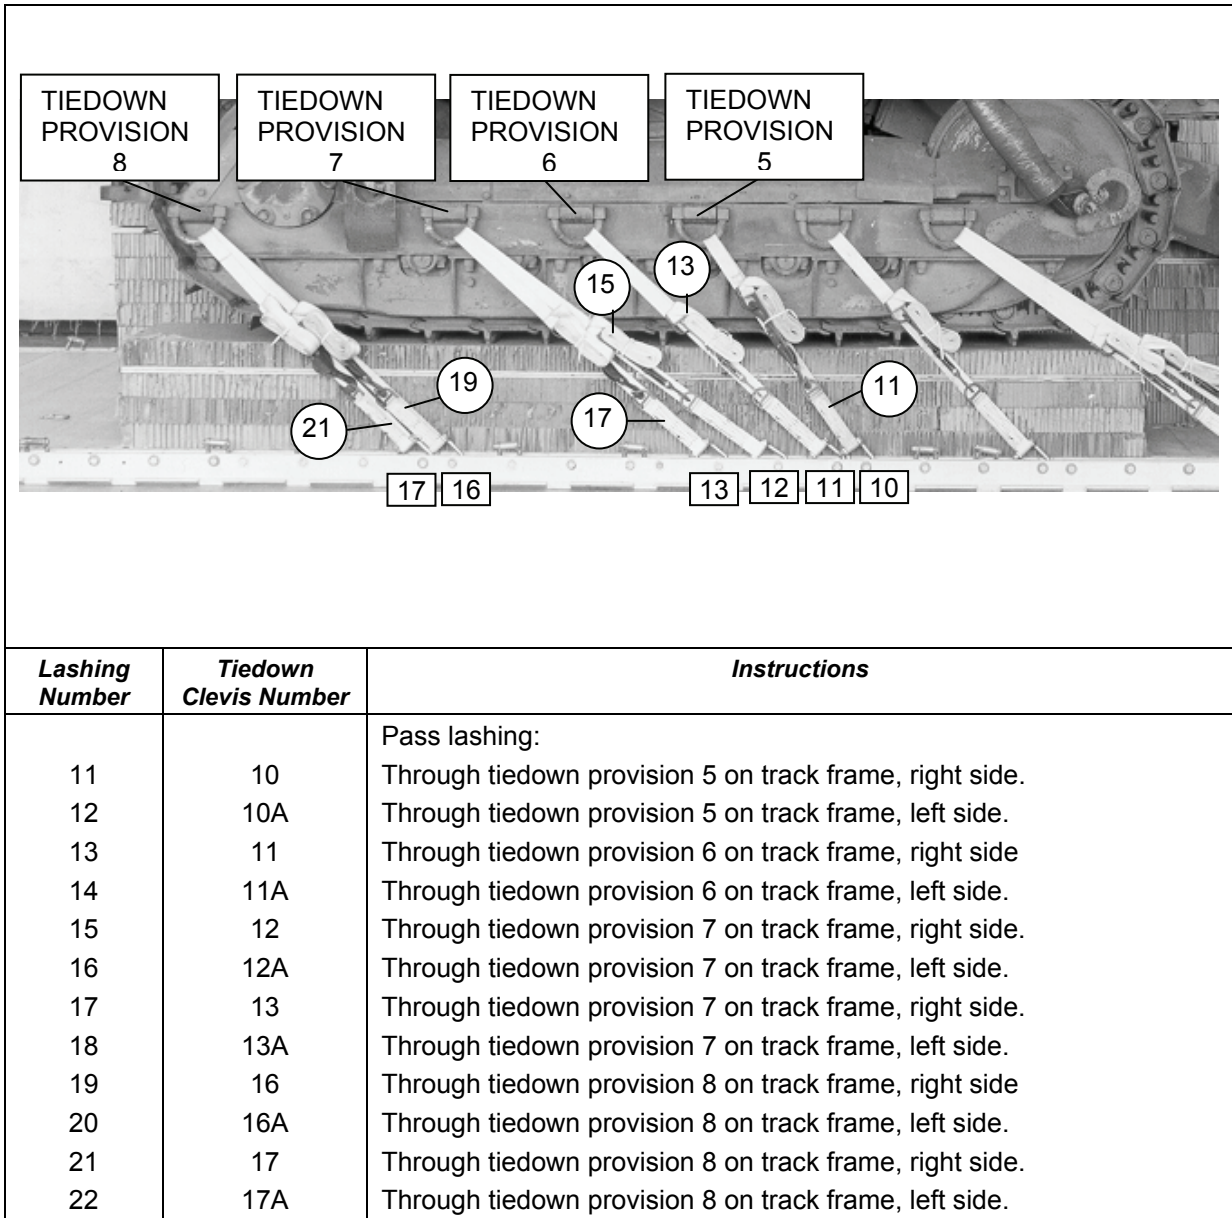 TIEDOWN
PROVISION
8
TIEDOWN
PROVISION
7
TIEDOWN
PROVISION
6
TIEDOWN
PROVISION
5
13
15
19
11
21
17
17 16 13 12 11 10
Lashing Number Tiedown Clevis Number Instructions
Pass lashing:
11 10 Through tiedown provision 5 on track frame, right side.
12 10A Through tiedown provision 5 on track frame, left side.
13 11 Through tiedown provision 6 on track frame, right side
14 11A Through tiedown provision 6 on track frame, left side.
15 12 Through tiedown provision 7 on track frame, right side.
16 12A Through tiedown provision 7 on track frame, left side.
17 13 Through tiedown provision 7 on track frame, right side.
18 13A Through tiedown provision 7 on track frame, left side.
19 16 Through tiedown provision 8 on track frame, right side
20 16A Through tiedown provision 8 on track frame, left side.
21 17 Through tiedown provision 8 on track frame, right side.
22 17A Through tiedown provision 8 on track frame, left side.